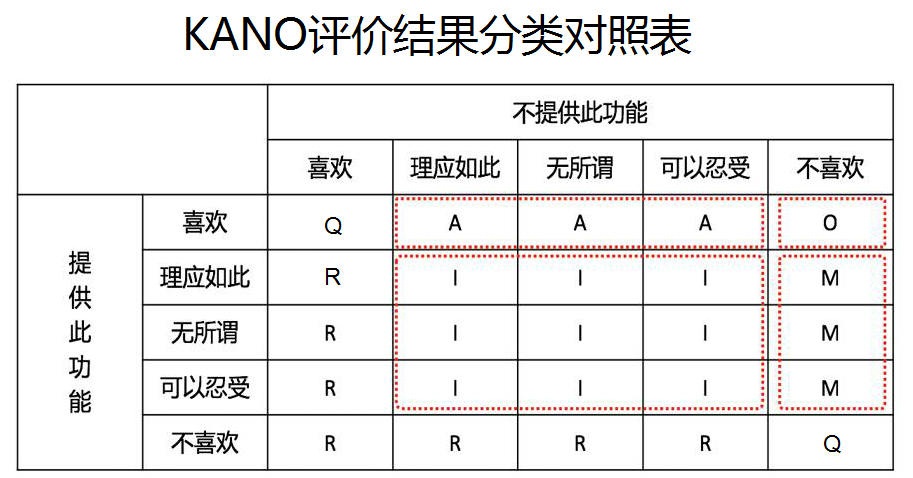 KANO评价结果分类对照表
不提供此功能
喜欢 理应如此 无所谓 可以忍受 不喜欢
提供此功能
喜欢 Q A A A O
理应如此 R I I I M
无所谓 R I I I M
可以忍受 R I I I M
不喜欢 R R R R Q